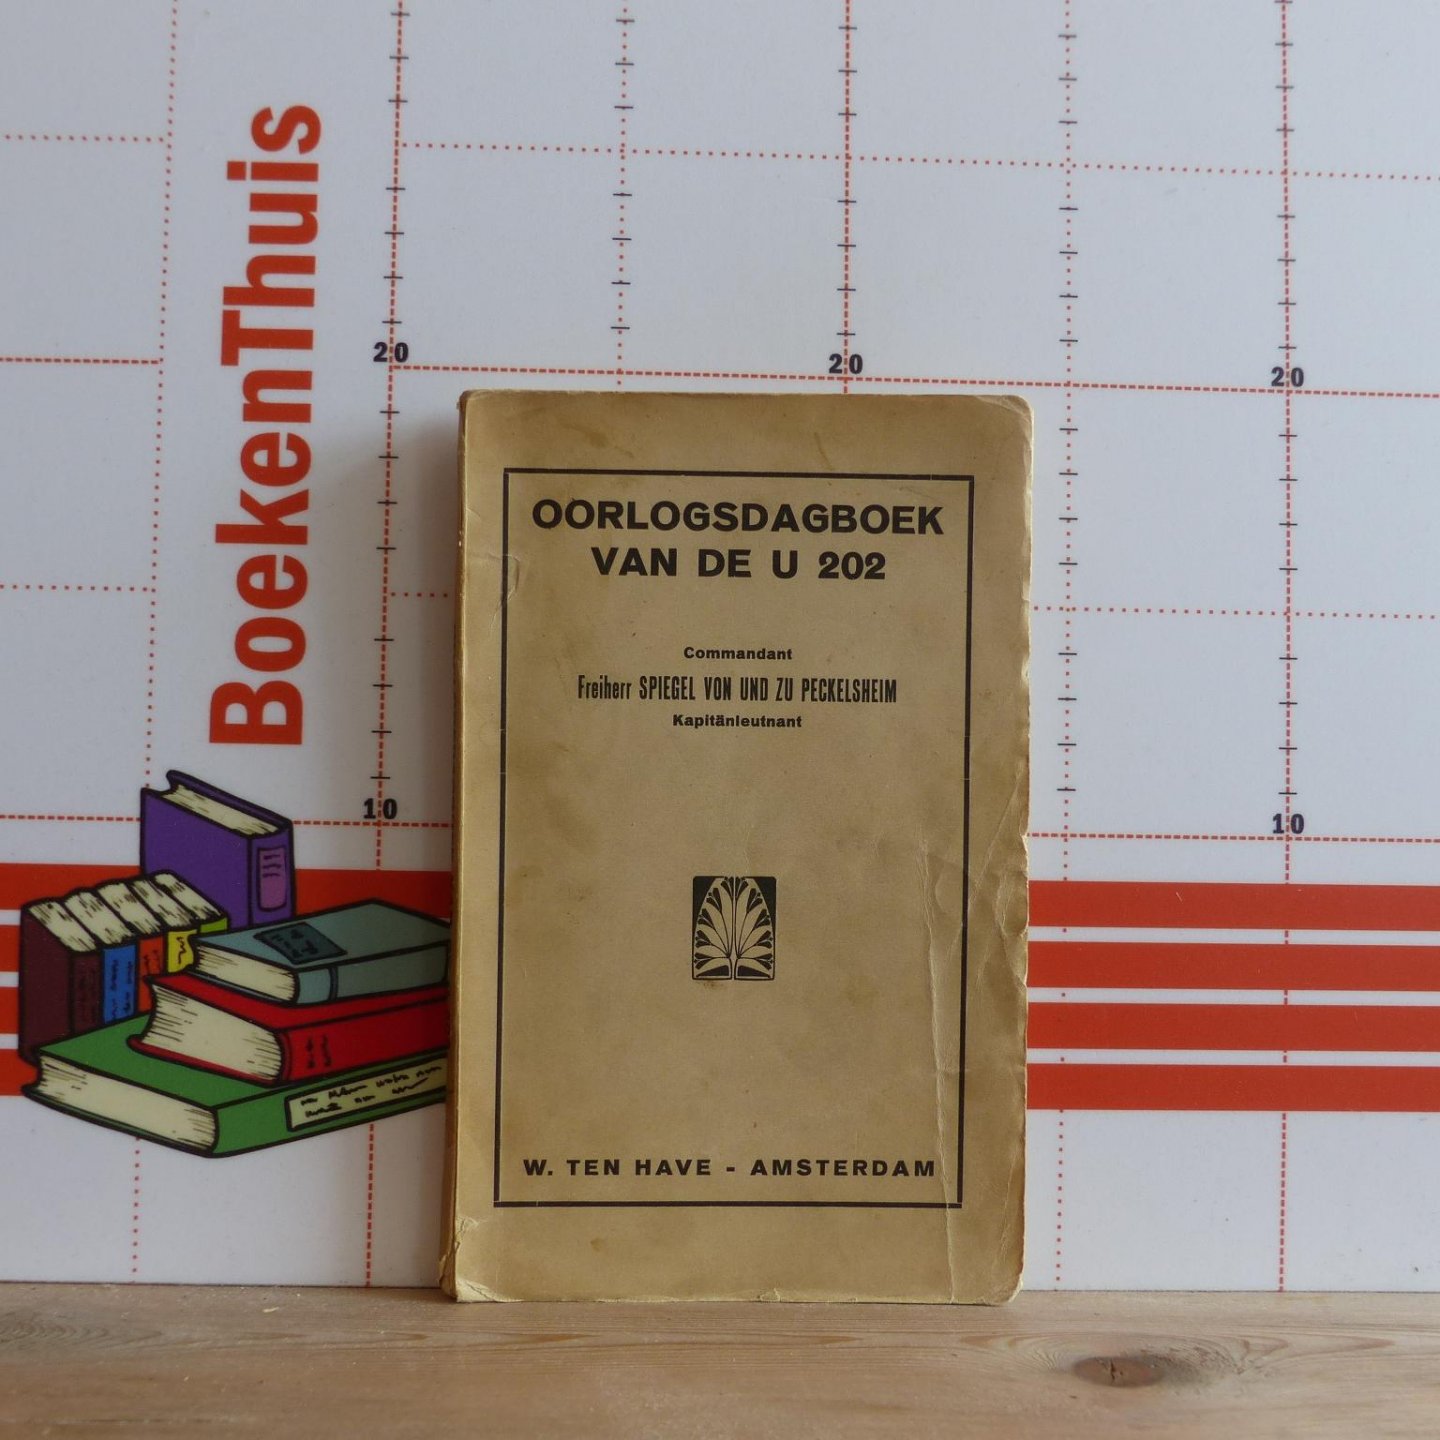 BoekenThuis
20
20
20
10
10
OORLOGSDAGBOEK
VAN DE U 202
Commandant
Freiherr SPIEGEL VON UND ZU PECKELSHEIM
Kapitänleutnant
W. TEN HAVE - AMSTERDAM